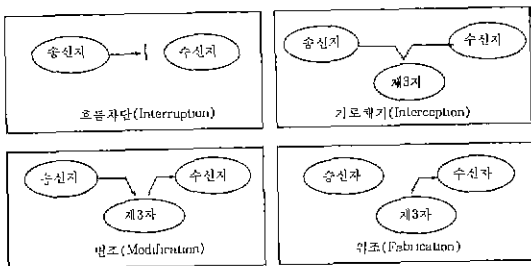 송신자
수신자
흐름차단(Interruption)
송신자
수신자
제3자
가로채기(Interception)
송신자
수신자
제3자
변조(Modification)
송신자
수신자
제3자
위조(Fabrication)